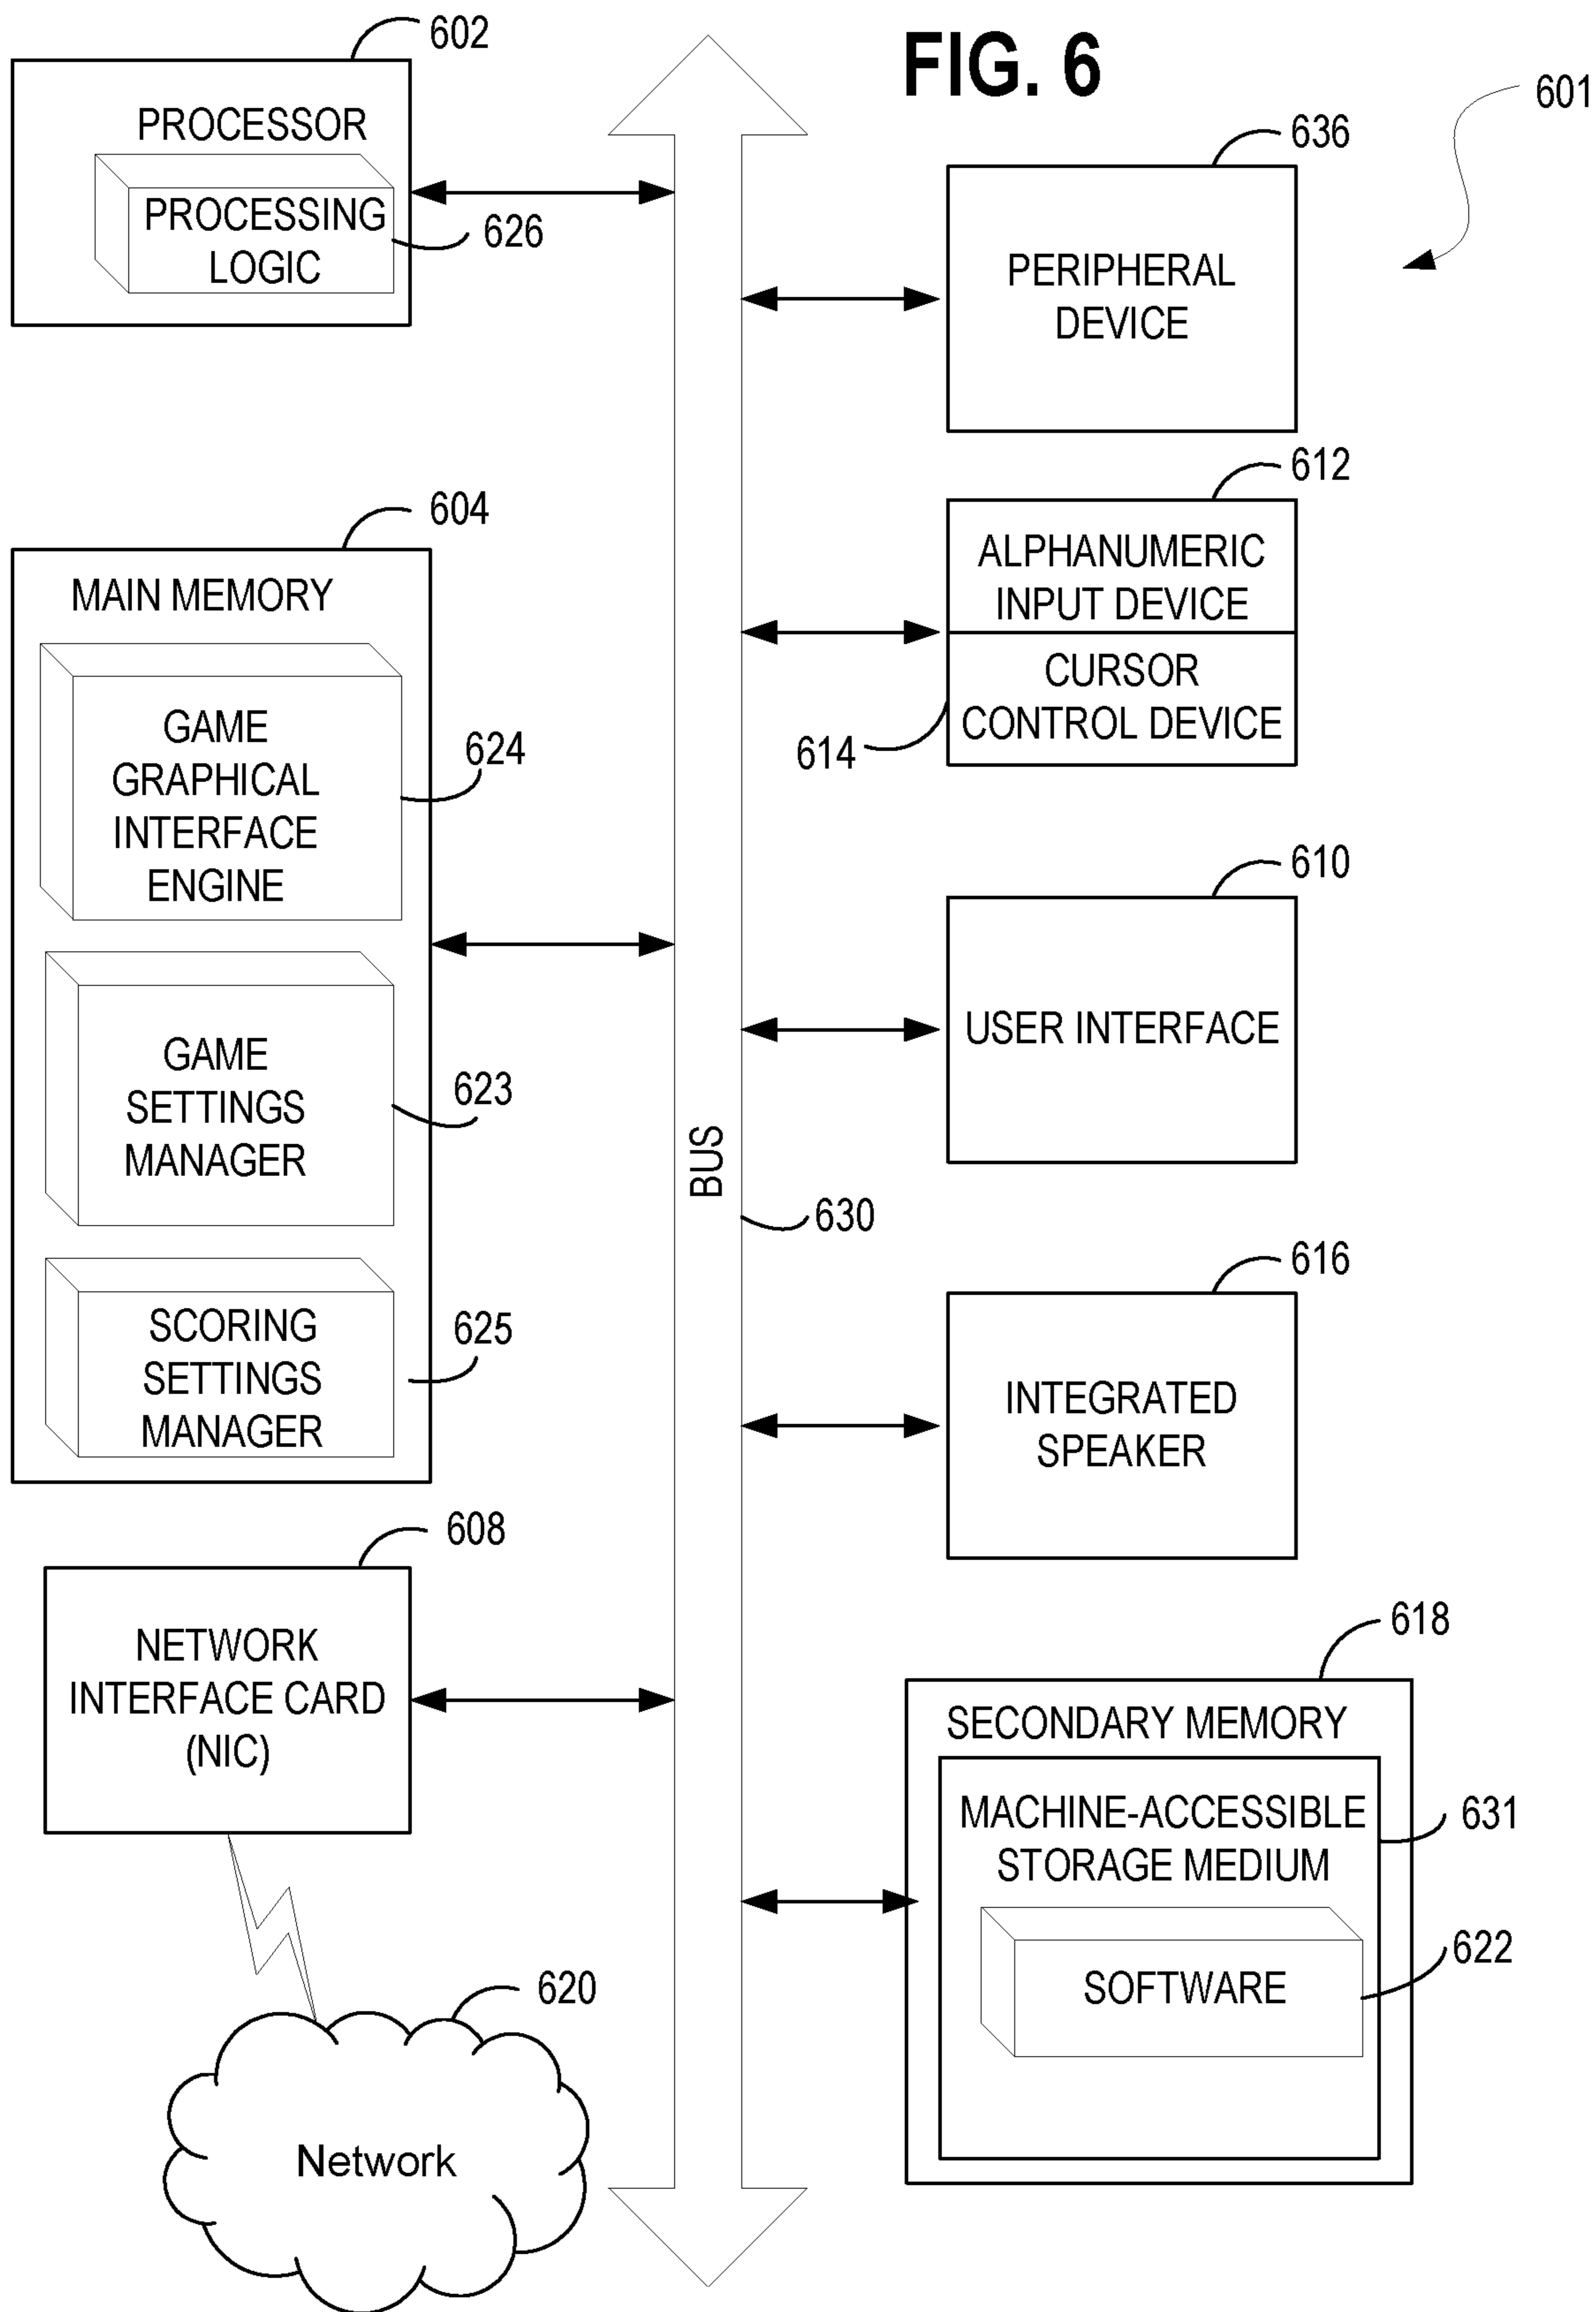 FIG. 6
601
602
PROCESSOR
PROCESSING
LOGIC
626
604
MAIN MEMORY
GAME
GRAPHICAL
INTERFACE
ENGINE
624
GAME
SETTINGS
MANAGER
623
SCORING
SETTINGS
MANAGER
625
608
NETWORK
INTERFACE CARD
(NIC)
620
Network
BUS
630
636
PERIPHERAL
DEVICE
612
ALPHANUMERIC
INPUT DEVICE
CURSOR
CONTROL DEVICE
614
610
USER INTERFACE
616
INTEGRATED
SPEAKER
618
SECONDARY MEMORY
MACHINE-ACCESSIBLE
STORAGE MEDIUM
631
SOFTWARE
622